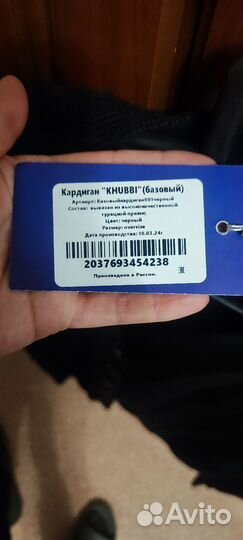 Кардиган "KHUBBI"(базовый)
Артикул: Базовыйкардиган001черный
Состав: вывязан из высококачественной
турецкой пряжи;
Цвет: черный
Размер: oversize
Дата производства: 10.03.24г
2037693454238
Произведено в России.
EAC
Avito